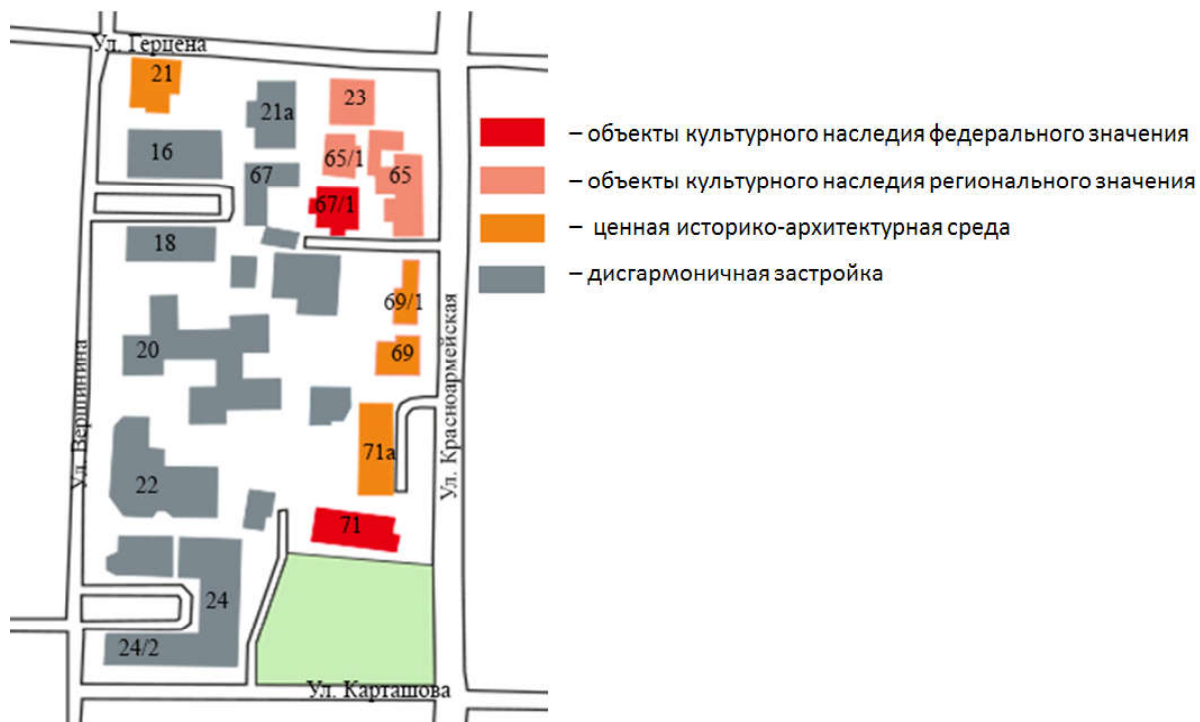 Ул. Герцена
21
21а
23
16
65/1
67
65
67/1
18
69/1
20
69
Ул. Вершинина
Ул. Красноармейская
71а
22
71
24
24/2
Ул. Карташова
– объекты культурного наследия федерального значения
– объекты культурного наследия регионального значения
– ценная историко-архитектурная среда
– дисгармоничная застройка